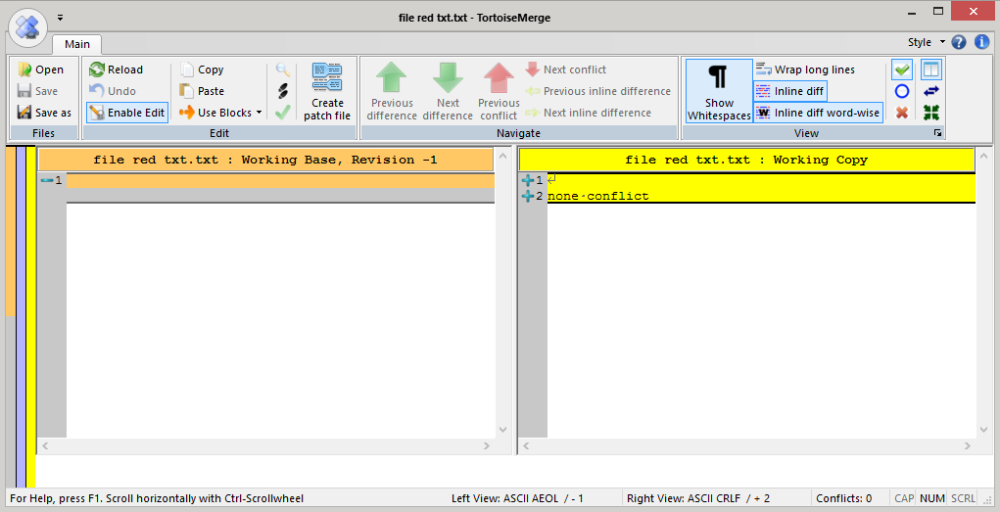 file red txt.txt - TortoiseMerge
Main
Style
Open
Save
Save as
Files
Reload
Undo
Enable Edit
Copy
Paste
Use Blocks
Create patch file
Edit
Previous difference
Next difference
Previous conflict
Next conflict
Previous inline difference
Next inline difference
Navigate
Show Whitespaces
Wrap long lines
Inline diff
Inline diff word-wise
View
file red txt.txt : Working Base, Revision -1
file red txt.txt : Working Copy
1
1
2 none·conflict
For Help, press F1. Scroll horizontally with Ctrl-Scrollwheel
Left View: ASCII AEOL / - 1
Right View: ASCII CRLF / + 2
Conflicts: 0
CAP NUM SCRL